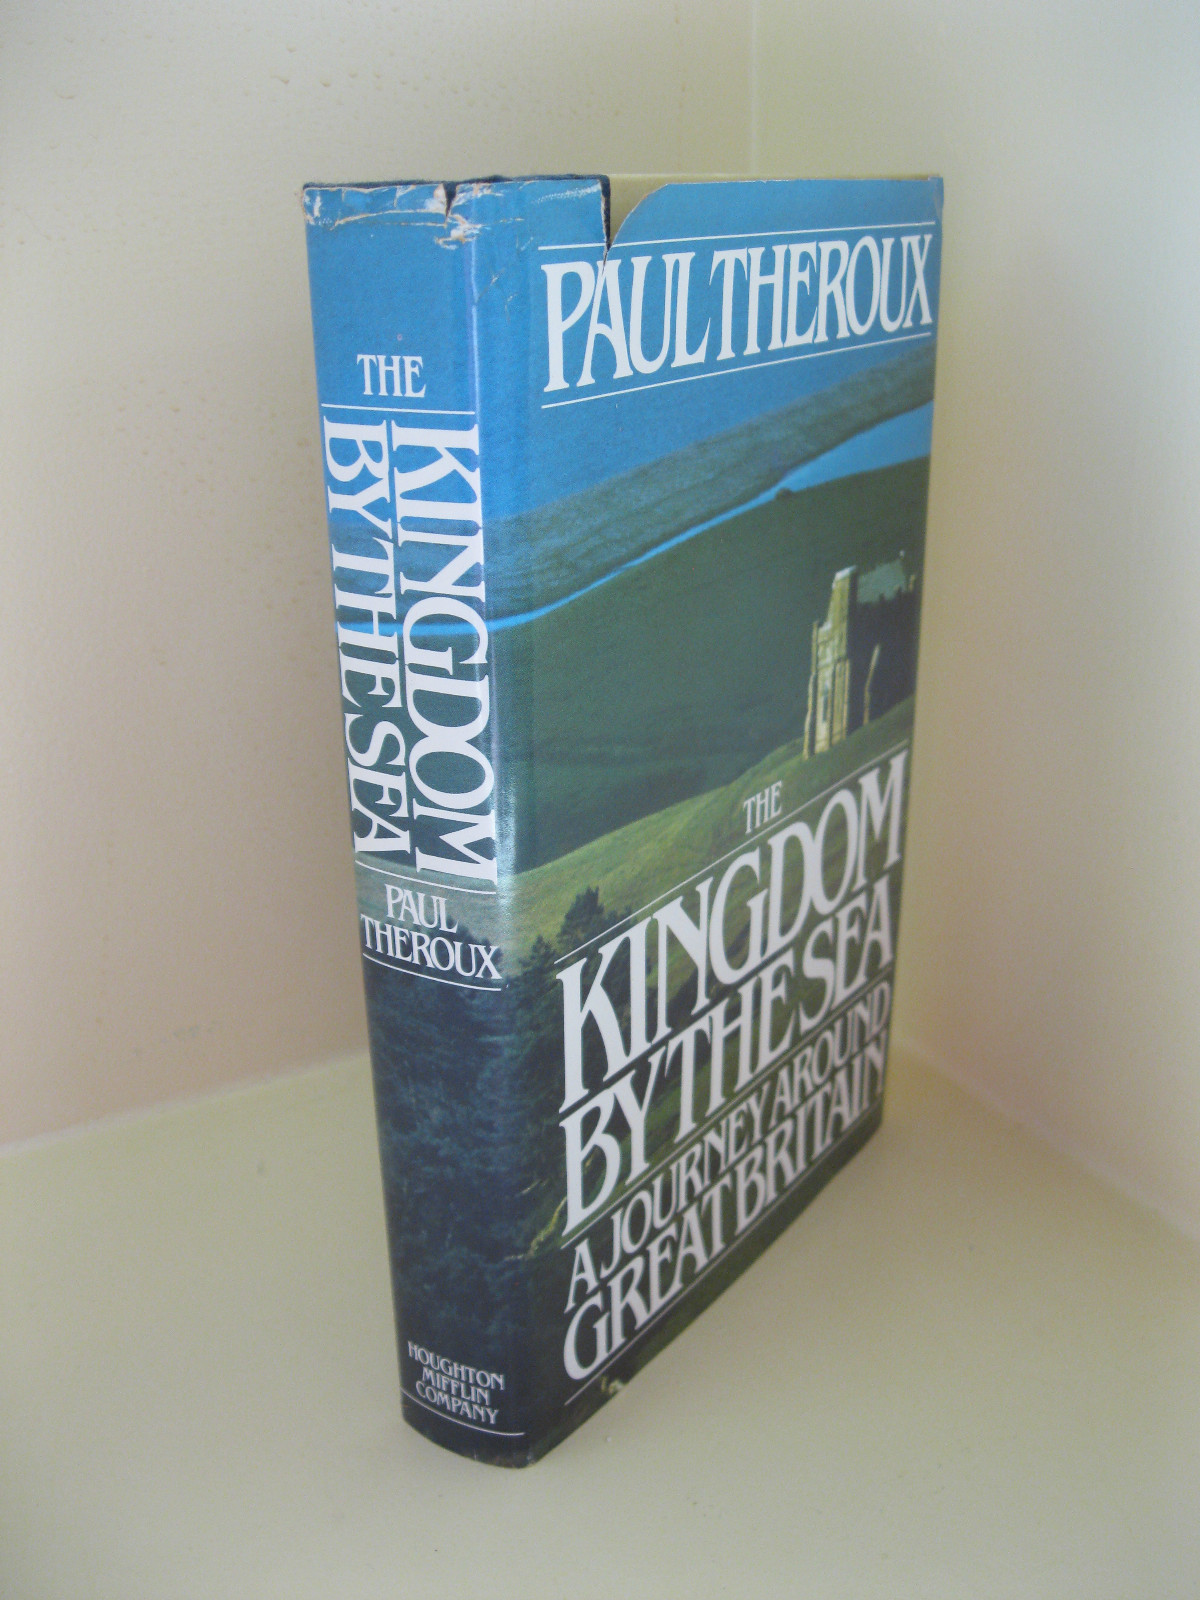 THE
KINGDOM
BY THE SEA
PAUL
THEROUX
HOUGHTON
MIFFLIN
COMPANY
PAUL THEROUX
THE
KINGDOM
BY THE SEA
A JOURNEY AROUND
GREAT BRITAIN